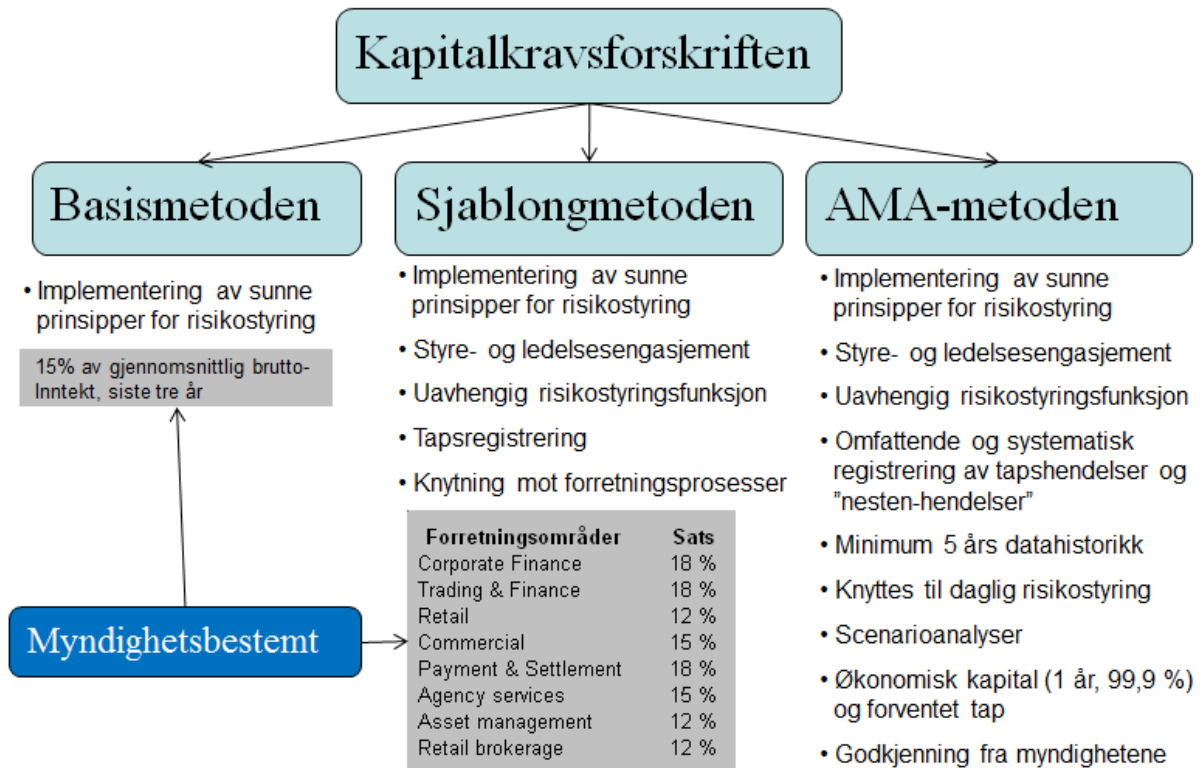 Kapitalkravsforskriften
Basismetoden
• Implementering av sunne
prinsipper for risikostyring
15% av gjennomsnittlig brutto-
Inntekt, siste tre år
Myndighetsbestemt
Sjablongmetoden
• Implementering av sunne
prinsipper for risikostyring
• Styre- og ledelsesengasjement
• Uavhengig risikostyringsfunksjon
• Tapsregistrering
• Knytning mot forretningsprosesser
Forretningsområder Sats
Corporate Finance 18 %
Trading & Finance 18 %
Retail 12 %
Commercial 15 %
Payment & Settlement 18 %
Agency services 15 %
Asset management 12 %
Retail brokerage 12 %
AMA-metoden
• Implementering av sunne
prinsipper for risikostyring
• Styre- og ledelsesengasjement
• Uavhengig risikostyringsfunksjon
• Omfattende og systematisk
registrering av tapshendelser og
”nesten-hendelser”
• Minimum 5 års datahistorikk
• Knyttes til daglig risikostyring
• Scenarioanalyser
• Økonomisk kapital (1 år, 99,9 %)
og forventet tap
• Godkjenning fra myndighetene